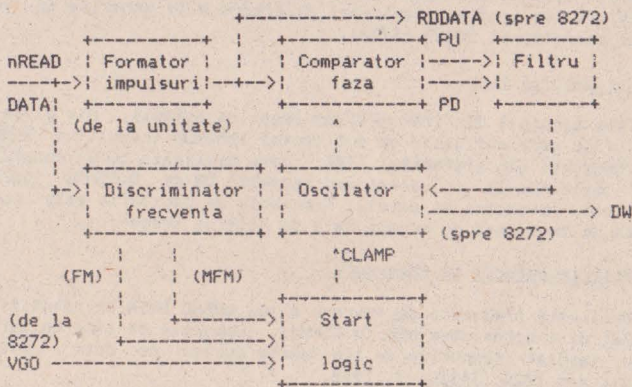 RDDATA (spre 8272)
PU
nREAD Formator Comparator Filtru
impulsuri faza
DATA PD
(de la unitate)
Discriminator Oscilator
frecventa DW
(spre 8272)
^CLAMP
(FM) (MFM)
(de la Start
8272)
VGO logic